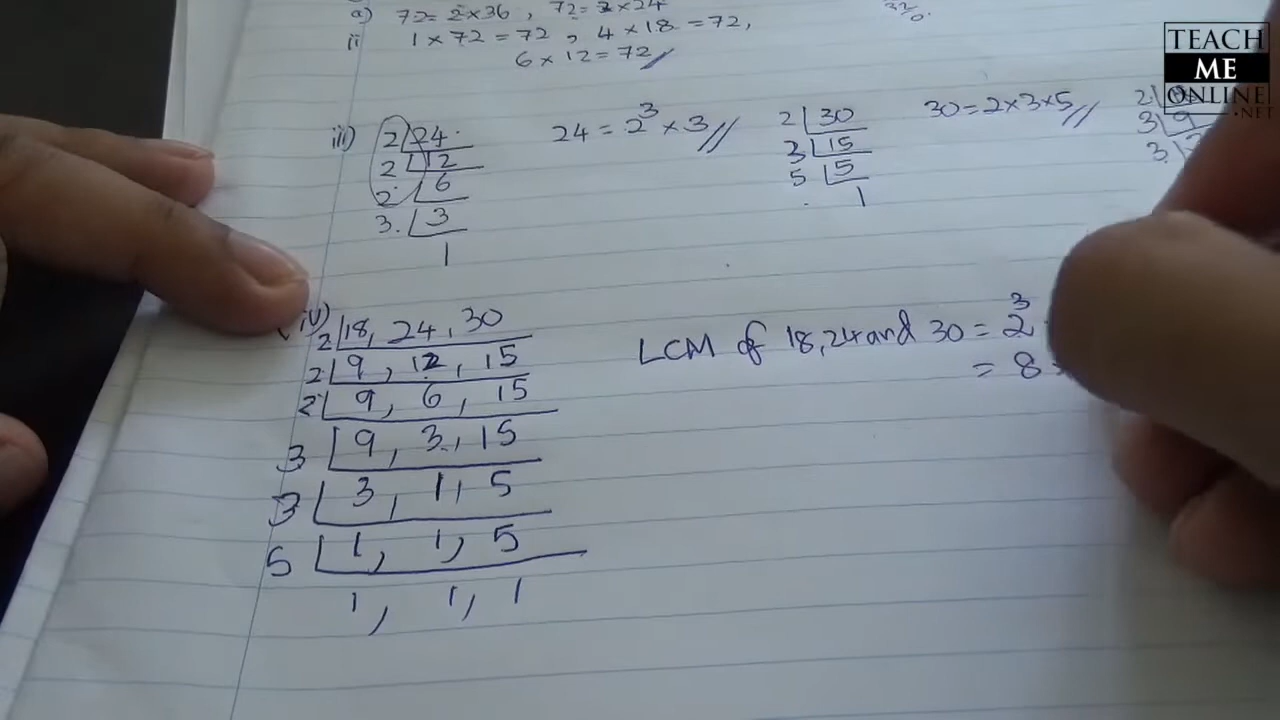 a) 72 = 2 × 36 , 72 = 3 × 24
ii 1 × 72 = 72 , 4 × 18 = 72,
6 × 12 = 72
iii) 2 24
2 12
2 6
3. 3
1
24 = 2³ × 3 //
2 30
3 15
5 5
1
30 = 2×3×5 //
2
3 9
3
iv)
2 18, 24, 30
2 9, 12, 15
2 9, 6, 15
3 9, 3, 15
3 3, 1, 5
5 1, 1, 5
1, 1, 1
LCM of 18,24 and 30 = 2³
= 8
TEACH
ME
ONLINE
.NET